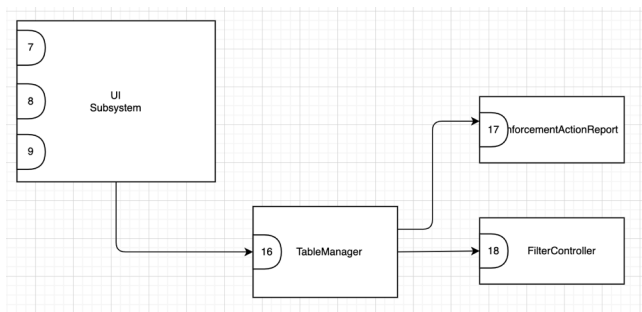 7
UI
Subsystem
8
9
16
TableManager
17
nforcementActionReport
18
FilterController